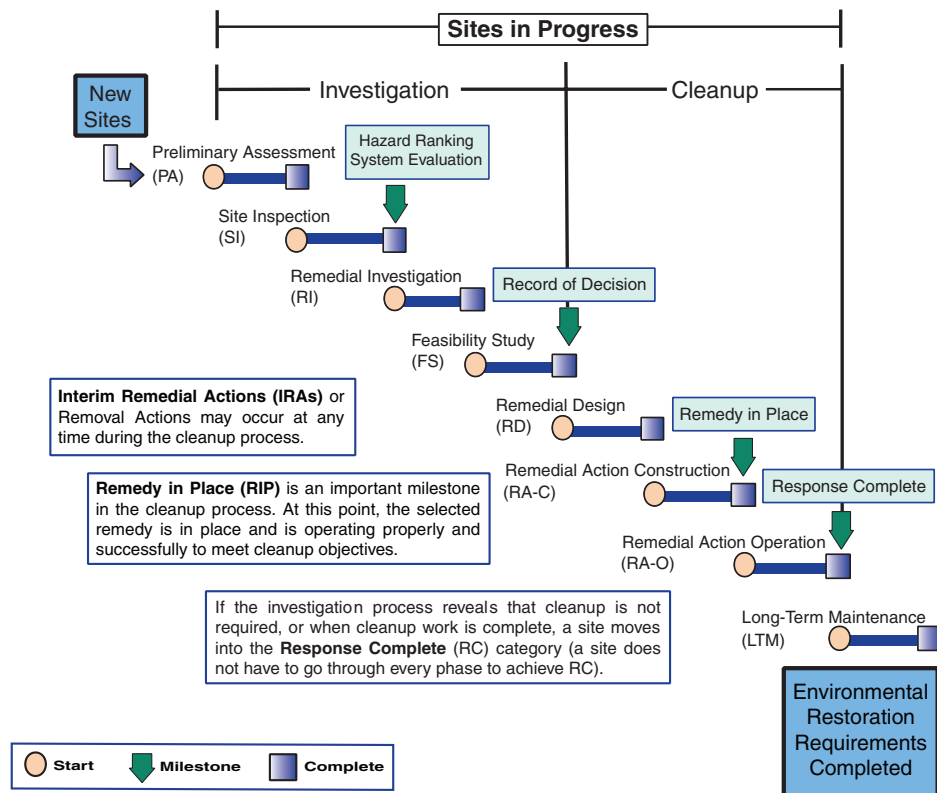 Sites in Progress
Investigation
Cleanup
New
Sites
Preliminary Assessment
(PA)
Hazard Ranking
System Evaluation
Site Inspection
(SI)
Remedial Investigation
(RI)
Record of Decision
Feasibility Study
(FS)
Interim Remedial Actions (IRAs) or
Removal Actions may occur at any
time during the cleanup process.
Remedial Design
(RD)
Remedy in Place
Remedy in Place (RIP) is an important milestone
in the cleanup process. At this point, the selected
remedy is in place and is operating properly and
successfully to meet cleanup objectives.
Remedial Action Construction
(RA-C)
Response Complete
Remedial Action Operation
(RA-O)
If the investigation process reveals that cleanup is not
required, or when cleanup work is complete, a site moves
into the Response Complete (RC) category (a site does
not have to go through every phase to achieve RC).
Long-Term Maintenance
(LTM)
Environmental
Restoration
Requirements
Completed
Start
Milestone
Complete